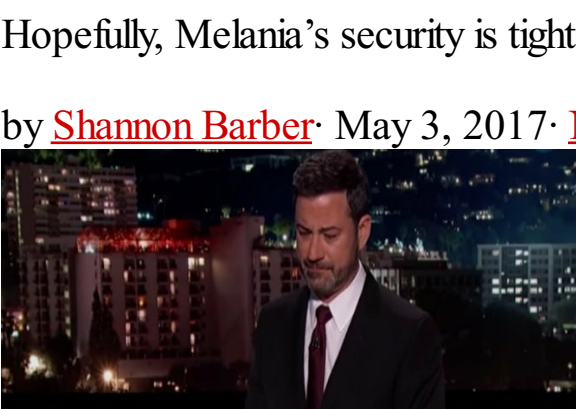 Hopefully, Melania’s security is tight
by Shannon Barber· May 3, 2017·